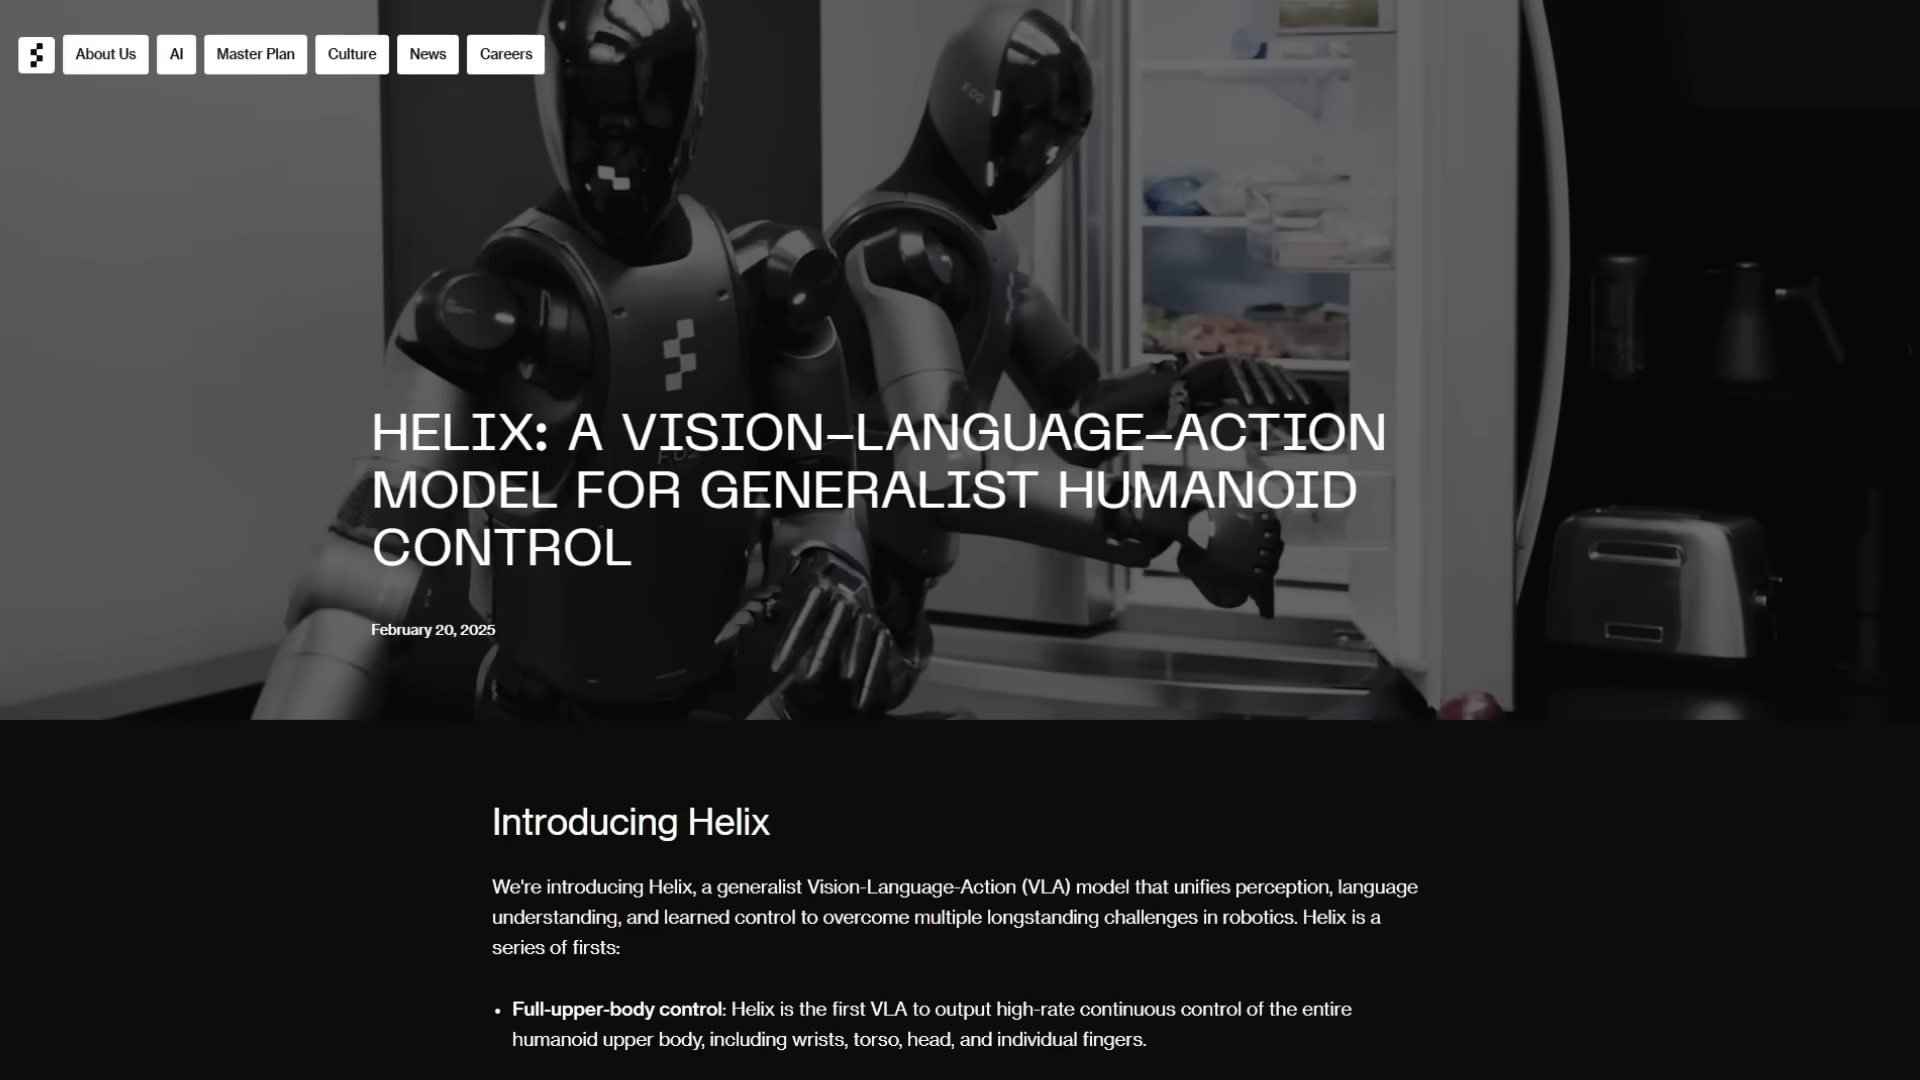 About Us
AI
Master Plan
Culture
News
Careers
F.02
HELIX: A VISION-LANGUAGE-ACTION
MODEL FOR GENERALIST HUMANOID
CONTROL
F.02
February 20, 2025
Introducing Helix
We're introducing Helix, a generalist Vision-Language-Action (VLA) model that unifies perception, language
understanding, and learned control to overcome multiple longstanding challenges in robotics. Helix is a
series of firsts:
• Full-upper-body control: Helix is the first VLA to output high-rate continuous control of the entire
humanoid upper body, including wrists, torso, head, and individual fingers.